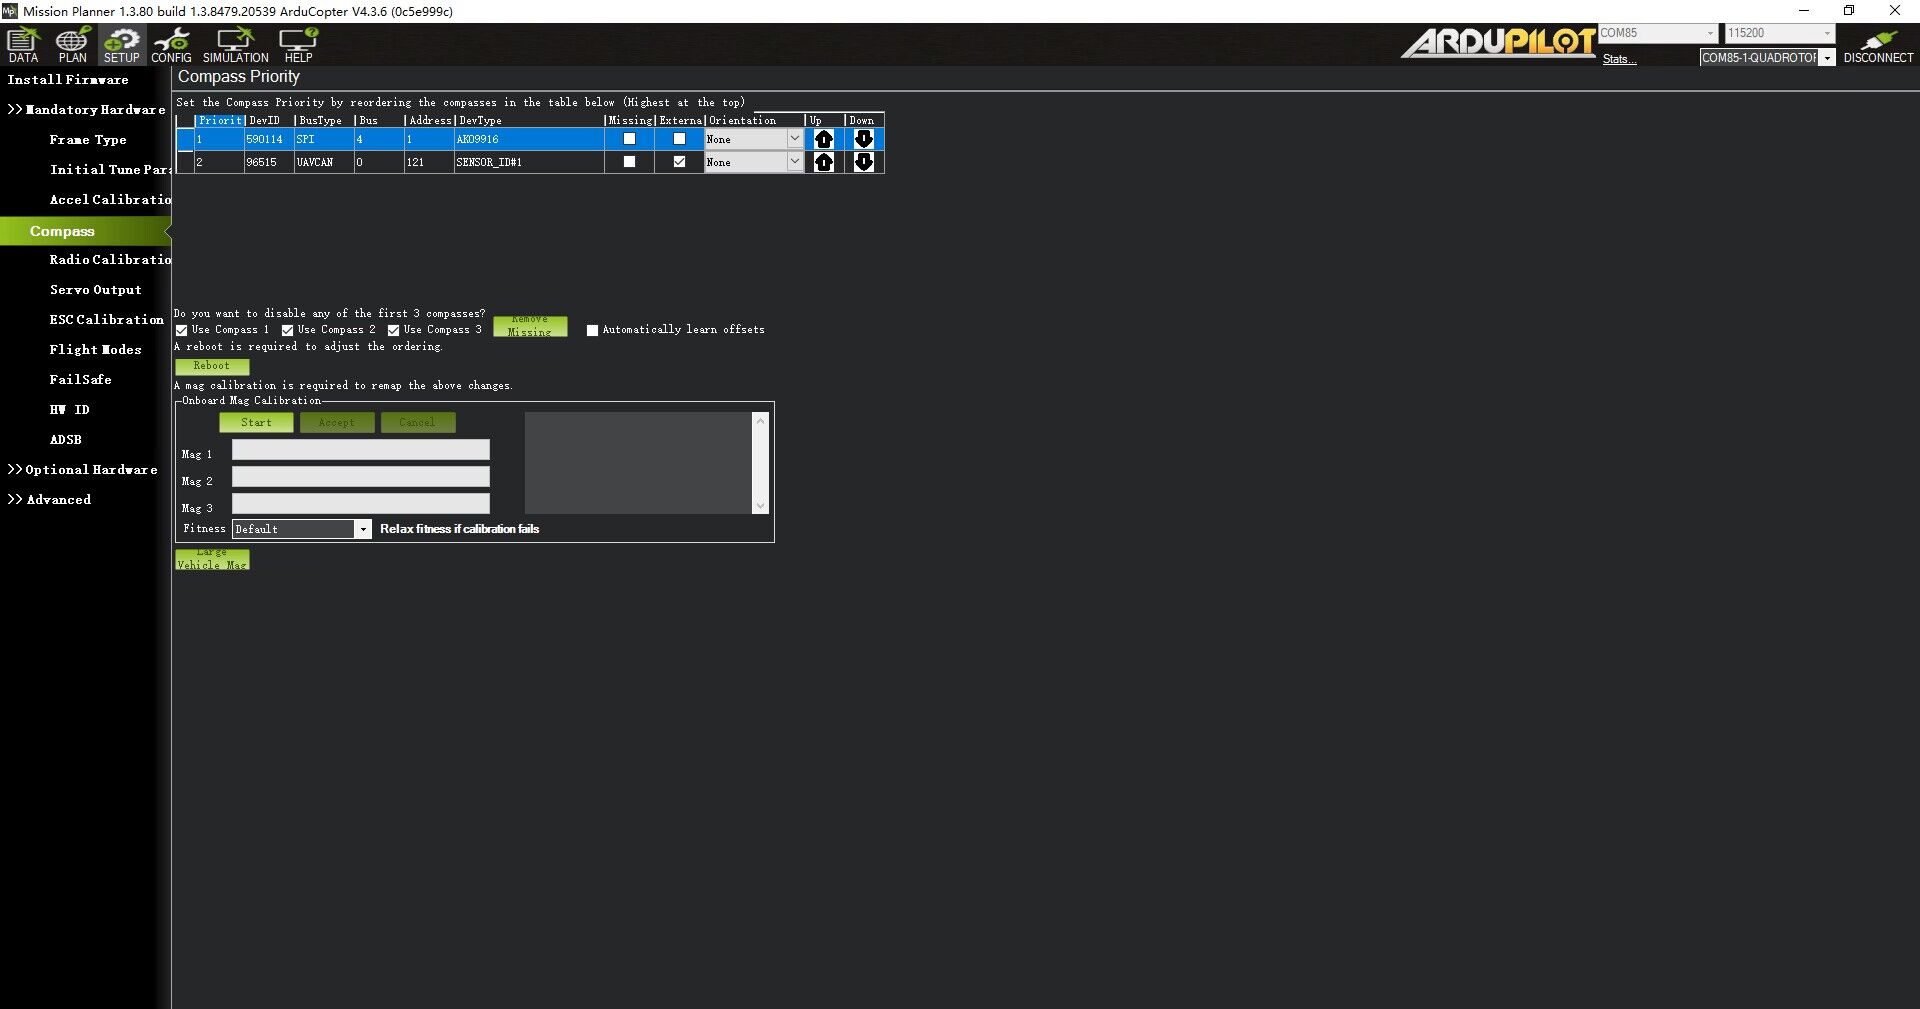 Mission Planner 1.3.80 build 1.3.8479.20539 ArduCopter V4.3.6 (0c5e999c)
DATA PLAN SETUP CONFIG SIMULATION HELP
ARDUPILOT
COM85 115200
Stats... COM85-1-QUADROTOR DISCONNECT
Install Firmware
>> Mandatory Hardware
Frame Type
Initial Tune Para
Accel Calibratio
Compass
Radio Calibratio
Servo Output
ESC Calibration
Flight Modes
FailSafe
HW ID
ADSB
>> Optional Hardware
>> Advanced
Compass Priority
Set the Compass Priority by reordering the compasses in the table below (Highest at the top)
Priorit DevID BusType Bus Address DevType Missing Externa Orientation Up Down
1 590114 SPI 4 1 AK09916 None
2 96515 UAVCAN 0 121 SENSOR_ID#1 None
Do you want to disable any of the first 3 compasses?
Use Compass 1 Use Compass 2 Use Compass 3 Remove Missing Automatically learn offsets
A reboot is required to adjust the ordering.
Reboot
A mag calibration is required to remap the above changes.
Onboard Mag Calibration
Start Accept Cancel
Mag 1
Mag 2
Mag 3
Fitness Default Relax fitness if calibration fails
Large
Vehicle Mag